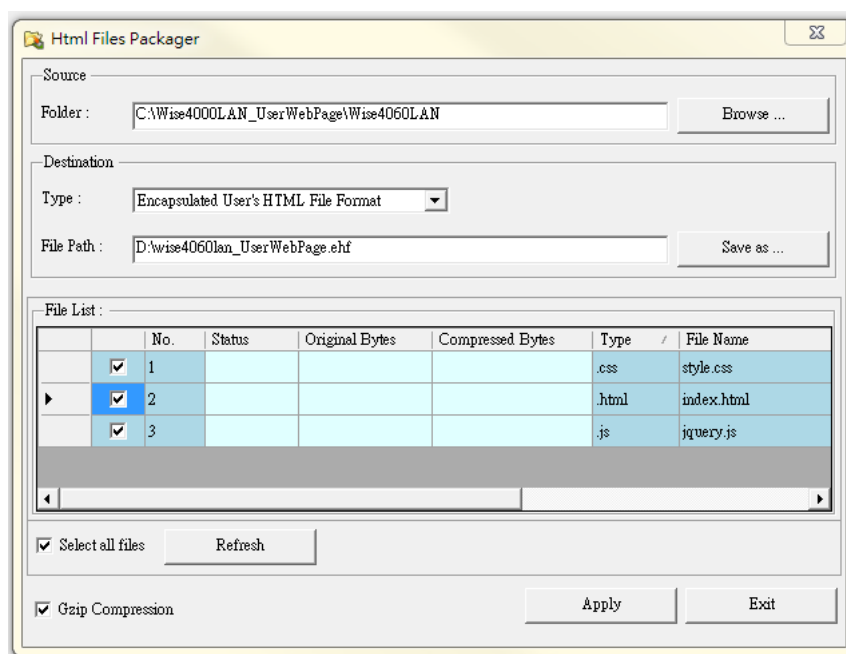 Html Files Packager
Source
Folder : C:\Wise4000LAN_UserWebPage\Wise4060LAN Browse ...
Destination
Type : Encapsulated User's HTML File Format
File Path : D:\wise4060lan_UserWebPage.ehf Save as ...
File List :
No. Status Original Bytes Compressed Bytes Type File Name
1 .css style.css
2 .html index.html
3 .js jquery.js
Select all files Refresh
Gzip Compression Apply Exit